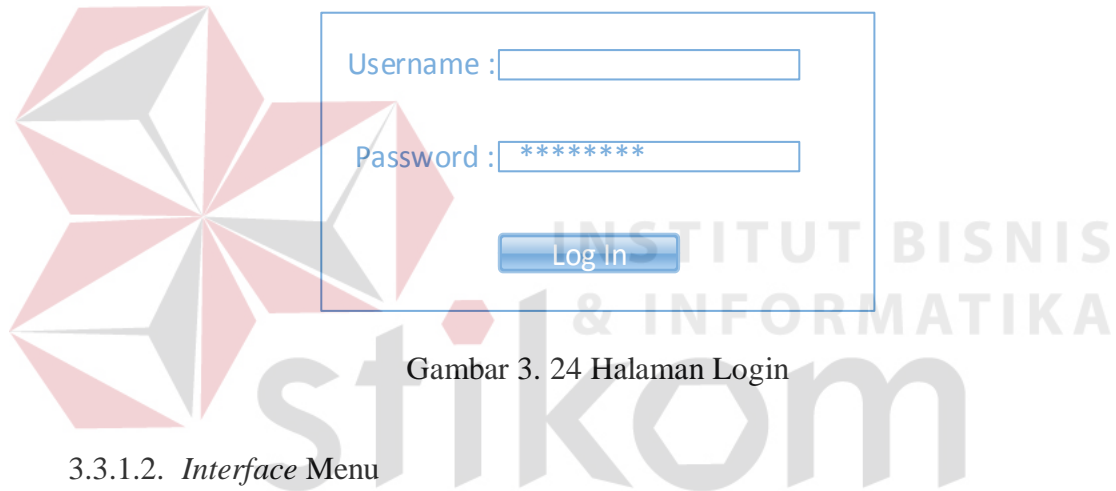 Username :
Password : ********
Log In
INSTITUT BISNIS
& INFORMATIKA
stikom
Gambar 3. 24 Halaman Login
3.3.1.2. Interface Menu